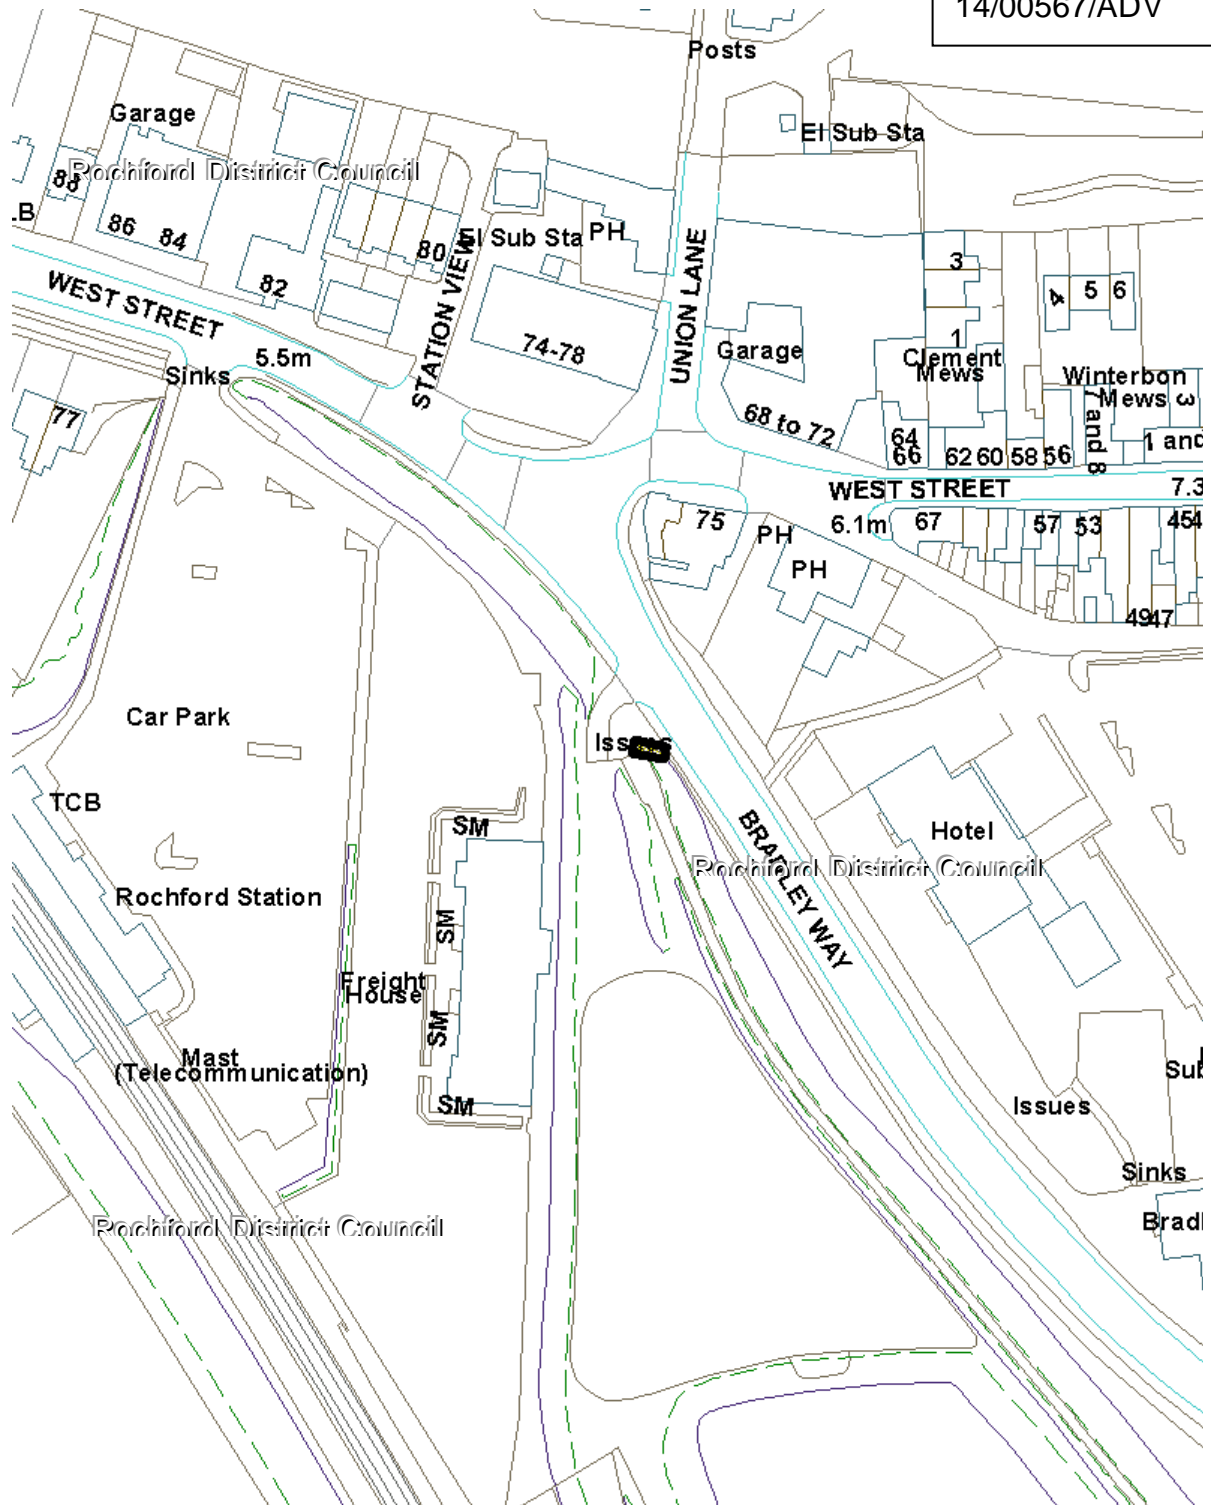 14/00567/ADV
Posts
Garage
El Sub Sta
Rochford District Council
88
LB
86
84
80
El Sub Sta
PH
STATION VIEW
UNION LANE
3
4
5
6
82
WEST STREET
5.5m
74-78
Garage
1
Clement
Mews
Sinks
Winterbon
Mews
3
77
68 to 72
64
66
62
60
58
56
7 and 8
1 and
WEST STREET
7.3
75
6.1m
67
57
53
45
PH
PH
49
47
Car Park
Issues
TCB
SM
BRADLEY WAY
Hotel
Rochford District Council
Rochford Station
SM
Freight
House
SM
Mast
(Telecommunication)
SM
Issues
Sub
Sinks
Rochford District Council
Bradl